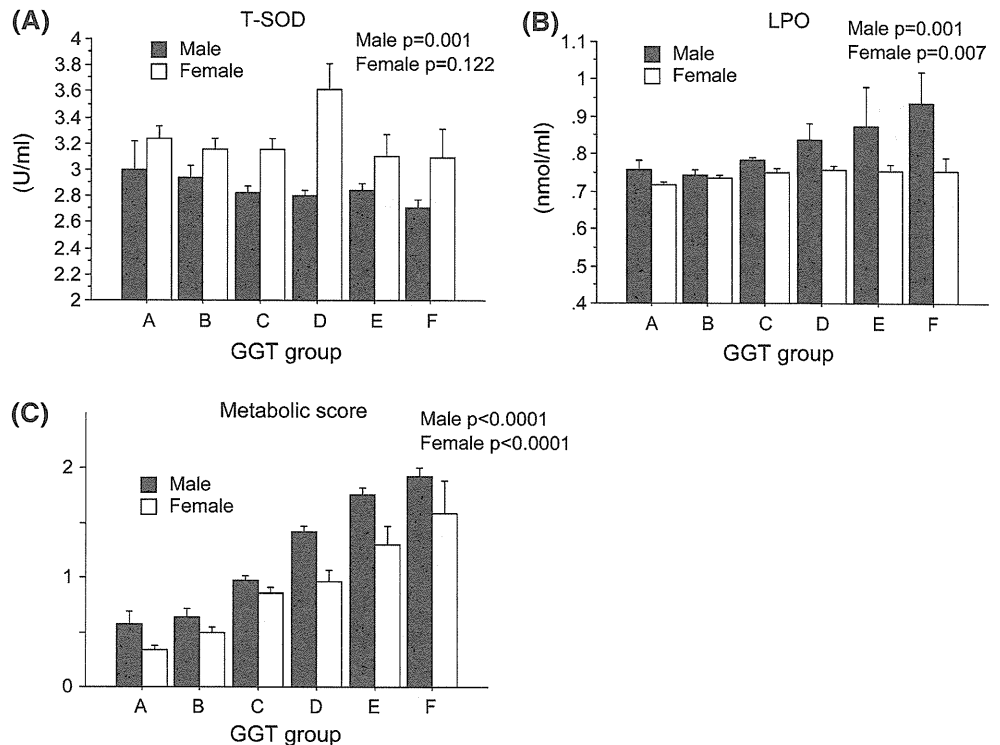 (A)
T-SOD
Male p=0.001
Female p=0.122
Male
Female
(U/ml)
4
3.8
3.6
3.4
3.2
3
2.8
2.6
2.4
2.2
2
A B C D E F
GGT group
(B)
LPO
Male p=0.001
Female p=0.007
Male
Female
(nmol/ml)
1.1
1
.9
.8
.7
.6
.5
.4
A B C D E F
GGT group
(C)
Metabolic score
Male p<0.0001
Female p<0.0001
Male
Female
2
1
0
A B C D E F
GGT group